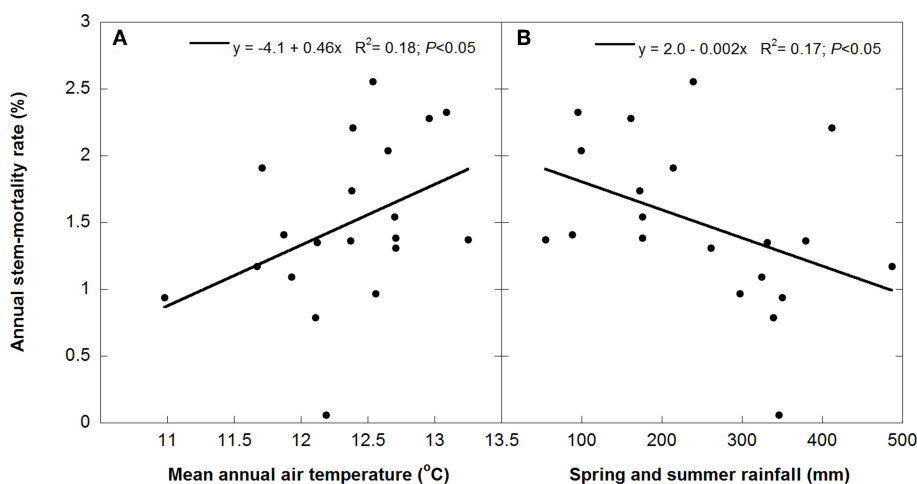 A
y = -4.1 + 0.46x R²= 0.18; P<0.05
B
y = 2.0 - 0.002x R²= 0.17; P<0.05
Annual stem-mortality rate (%)
3
2.5
2
1.5
1
0.5
0
11 11.5 12 12.5 13 13.5
100 200 300 400 500
Mean annual air temperature (°C)
Spring and summer rainfall (mm)